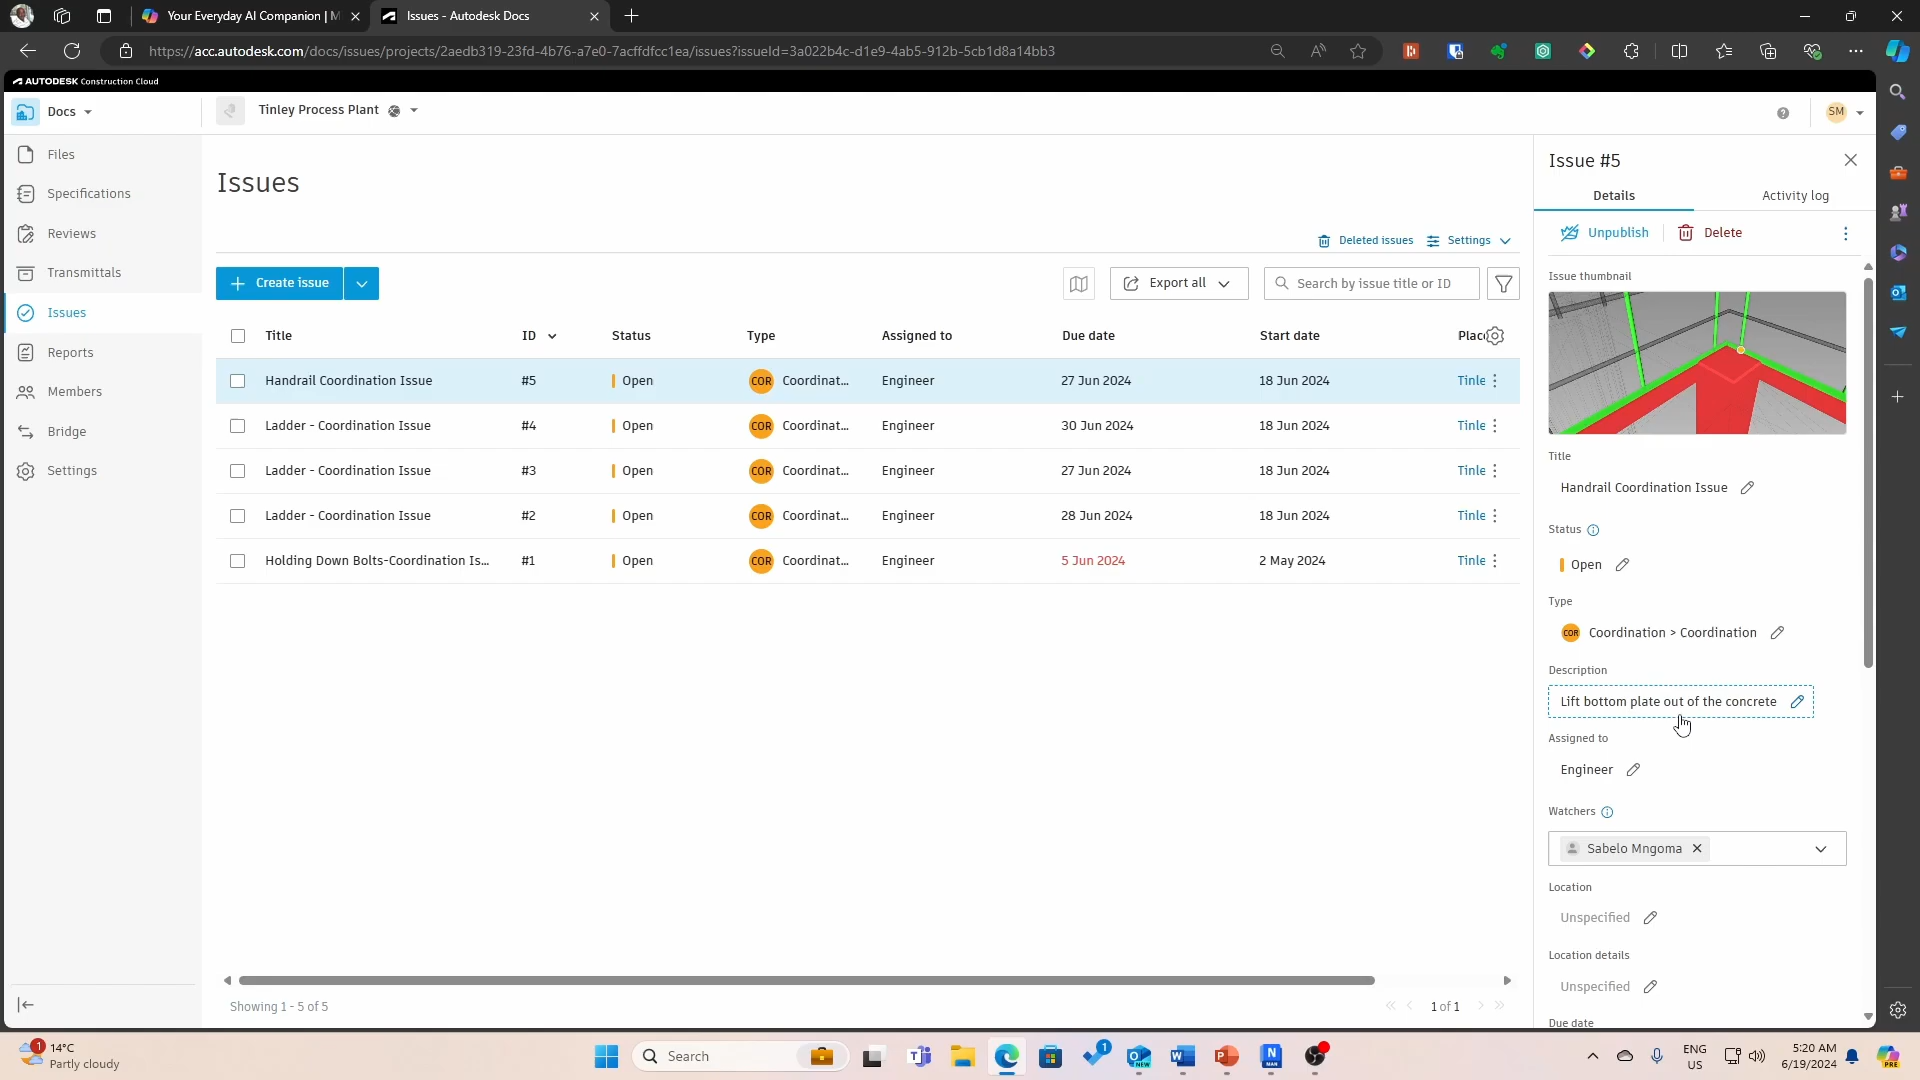 Your Everyday AI Companion | M
Issues - Autodesk Docs
https://acc.autodesk.com/docs/issues/projects/2aedb319-23fd-4b76-a7e0-7acffdfcc1ea/issues?issueId=3a022b4c-d1e9-4ab5-912b-5cb1d8a14bb3
AUTODESK Construction Cloud
Docs
Tinley Process Plant
SM
Files
Specifications
Reviews
Transmittals
Issues
Reports
Members
Bridge
Settings
Issues
Deleted issues
Settings
Create issue
Export all
Search by issue title or ID
Title ID Status Type Assigned to Due date Start date Plac
Handrail Coordination Issue #5 Open COR Coordinat... Engineer 27 Jun 2024 18 Jun 2024 Tinle
Ladder - Coordination Issue #4 Open COR Coordinat... Engineer 30 Jun 2024 18 Jun 2024 Tinle
Ladder - Coordination Issue #3 Open COR Coordinat... Engineer 27 Jun 2024 18 Jun 2024 Tinle
Ladder - Coordination Issue #2 Open COR Coordinat... Engineer 28 Jun 2024 18 Jun 2024 Tinle
Holding Down Bolts-Coordination Is... #1 Open COR Coordinat... Engineer 5 Jun 2024 2 May 2024 Tinle
Showing 1 - 5 of 5
1 of 1
Issue #5
Details
Activity log
Unpublish
Delete
Issue thumbnail
Title
Handrail Coordination Issue
Status
Open
Type
COR Coordination > Coordination
Description
Lift bottom plate out of the concrete
Assigned to
Engineer
Watchers
Sabelo Mngoma
Location
Unspecified
Location details
Unspecified
Due date
1
14°C
Partly cloudy
Search
1
NEW
ENG
US
5:20 AM
6/19/2024
PRE